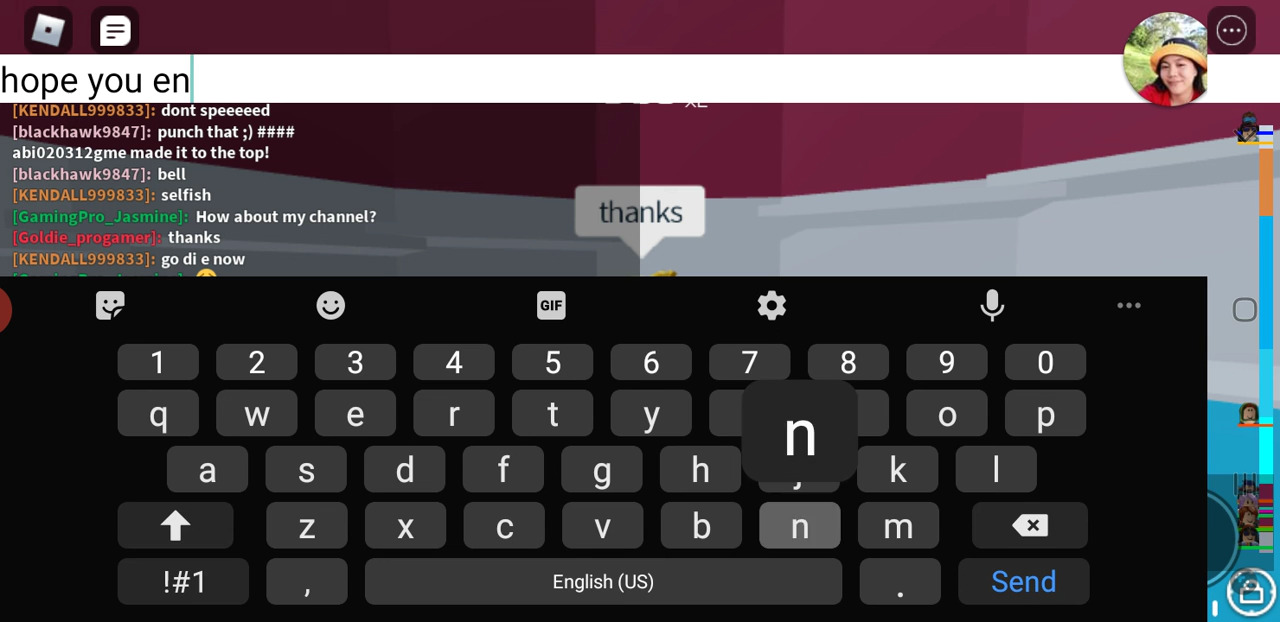 hope you en
[KENDALL999833]: dont speeeeed
[blackhawk9847]: punch that ;) ####
abi020312gme made it to the top!
[blackhawk9847]: bell
[KENDALL999833]: selfish
[GamingPro_Jasmine]: How about my channel?
[Goldie_progamer]: thanks
[KENDALL999833]: go di e now
thanks
GIF
1 2 3 4 5 6 7 8 9 0
q w e r t y o p
n
a s d f g h j k l
z x c v b n m
!#1 , English (US) . Send